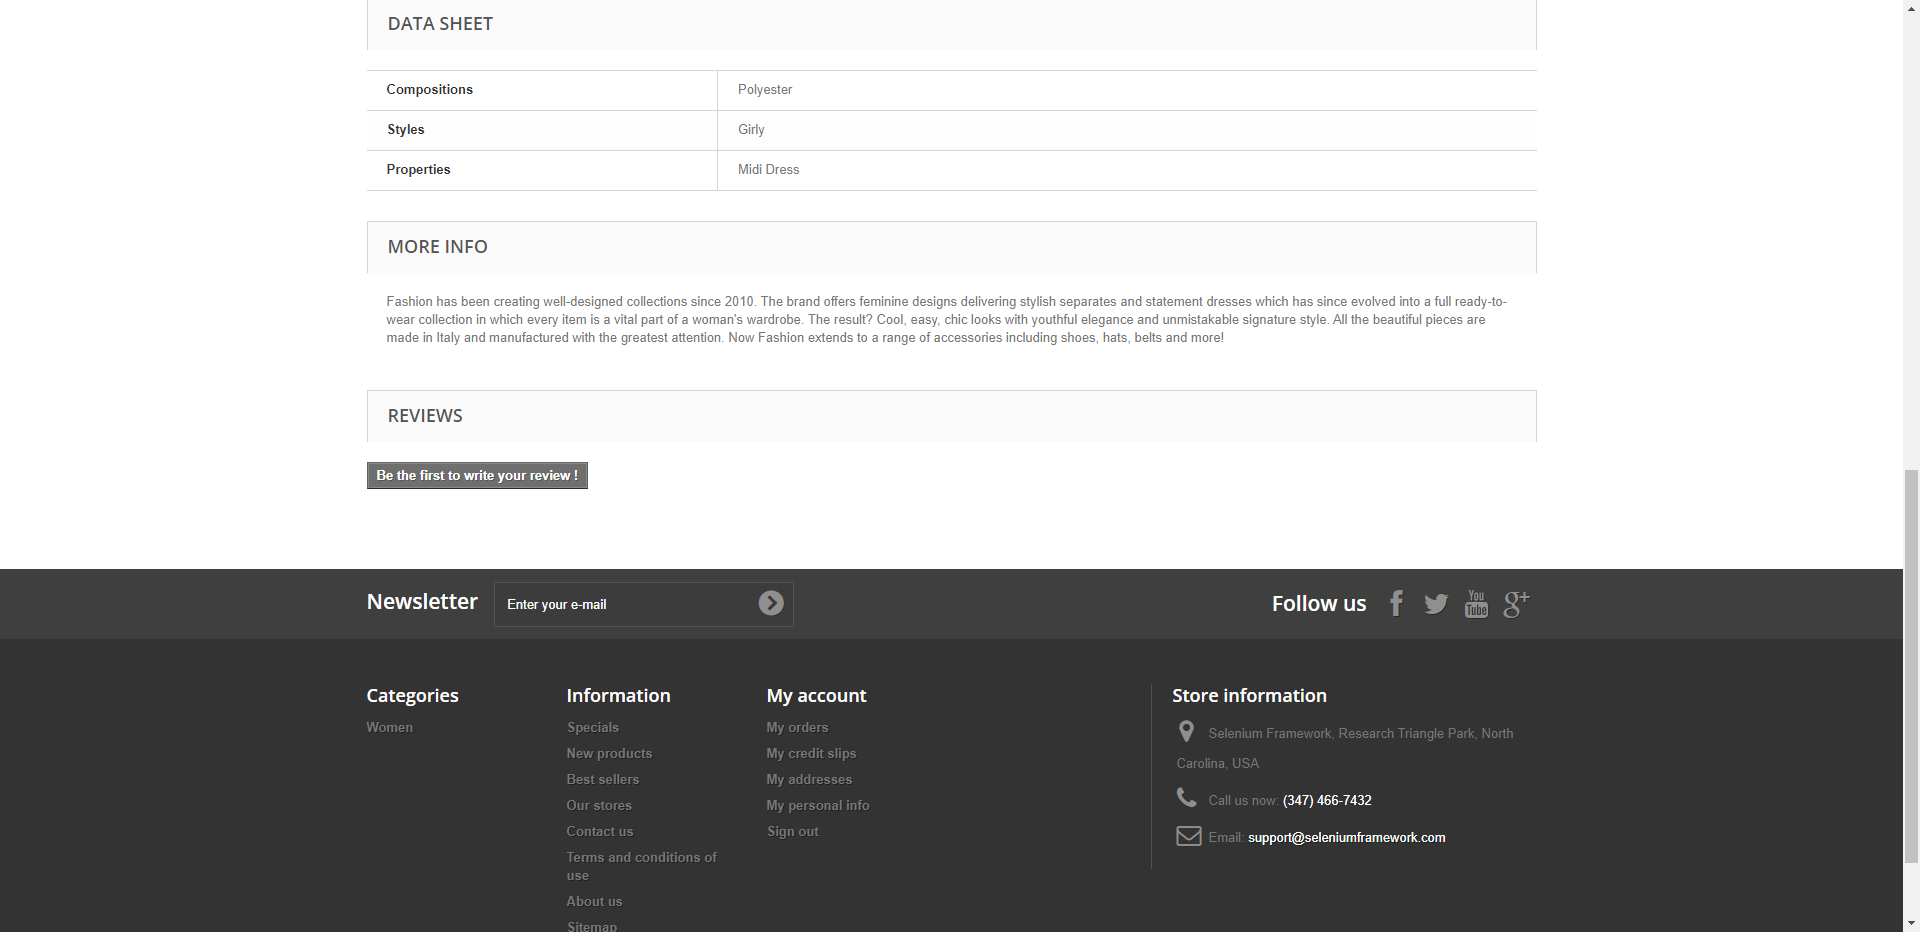 DATA SHEET
Compositions Polyester
Styles Girly
Properties Midi Dress
MORE INFO
Fashion has been creating well-designed collections since 2010. The brand offers feminine designs delivering stylish separates and statement dresses which has since evolved into a full ready-to-
wear collection in which every item is a vital part of a woman's wardrobe. The result? Cool, easy, chic looks with youthful elegance and unmistakable signature style. All the beautiful pieces are
made in Italy and manufactured with the greatest attention. Now Fashion extends to a range of accessories including shoes, hats, belts and more!
REVIEWS
Be the first to write your review !
Newsletter
Enter your e-mail
Follow us
You
Tube
g+
Categories
Women
Information
Specials
New products
Best sellers
Our stores
Contact us
Terms and conditions of
use
About us
Sitemap
My account
My orders
My credit slips
My addresses
My personal info
Sign out
Store information
Selenium Framework, Research Triangle Park, North
Carolina, USA
Call us now: (347) 466-7432
Email: support@seleniumframework.com